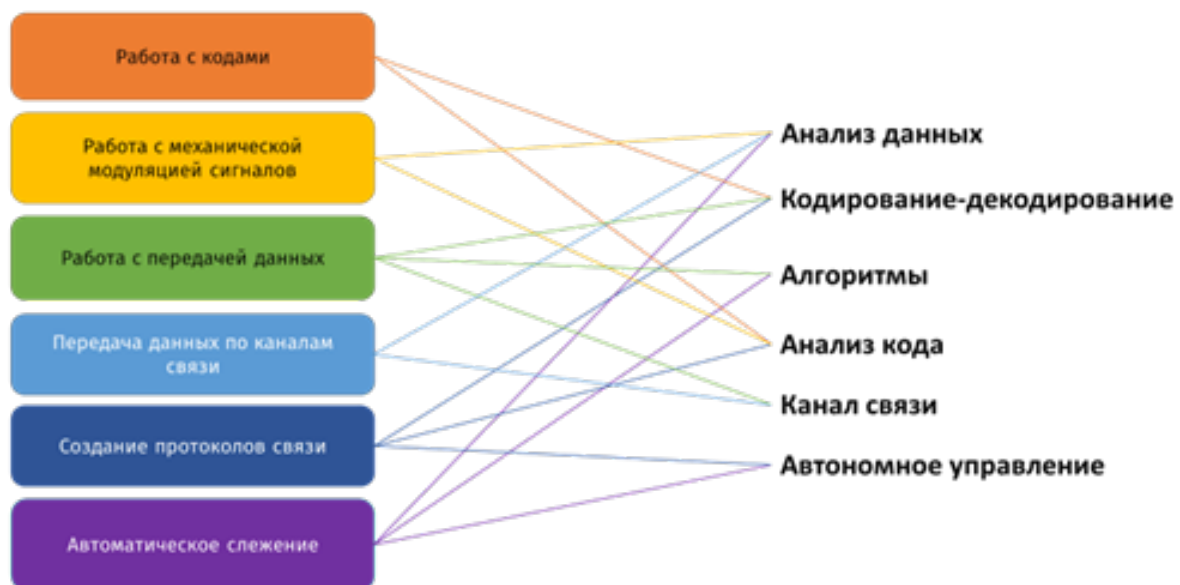 Работа с кодами
Работа с механической
модуляцией сигналов
Работа с передачей данных
Передача данных по каналам
связи
Создание протоколов связи
Автоматическое слежение
Анализ данных
Кодирование-декодирование
Алгоритмы
Анализ кода
Канал связи
Автономное управление